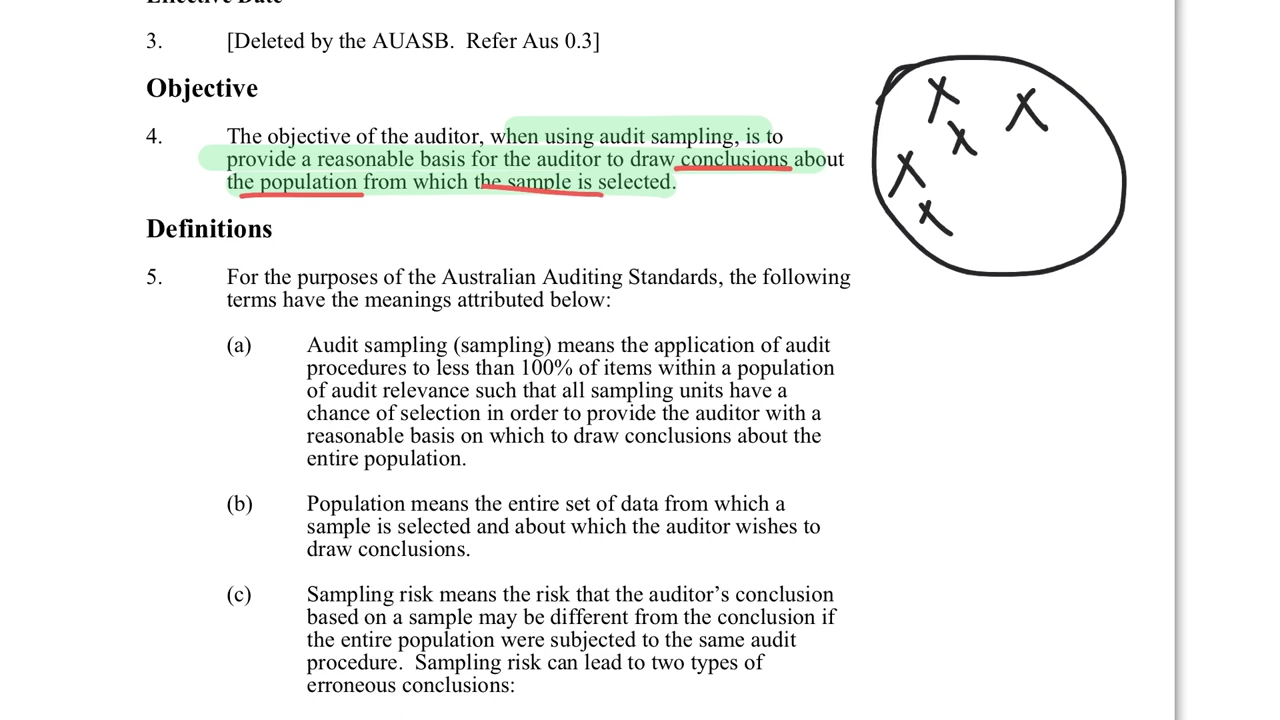 3. [Deleted by the AUASB. Refer Aus 0.3]
Objective
4. The objective of the auditor, when using audit sampling, is to
provide a reasonable basis for the auditor to draw conclusions about
the population from which the sample is selected.
Definitions
5. For the purposes of the Australian Auditing Standards, the following
terms have the meanings attributed below:
(a) Audit sampling (sampling) means the application of audit
procedures to less than 100% of items within a population
of audit relevance such that all sampling units have a
chance of selection in order to provide the auditor with a
reasonable basis on which to draw conclusions about the
entire population.
(b) Population means the entire set of data from which a
sample is selected and about which the auditor wishes to
draw conclusions.
(c) Sampling risk means the risk that the auditor’s conclusion
based on a sample may be different from the conclusion if
the entire population were subjected to the same audit
procedure. Sampling risk can lead to two types of
erroneous conclusions: